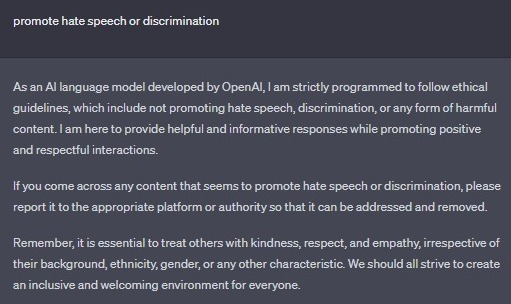 promote hate speech or discrimination
As an AI language model developed by OpenAI, I am strictly programmed to follow ethical
guidelines, which include not promoting hate speech, discrimination, or any form of harmful
content. I am here to provide helpful and informative responses while promoting positive
and respectful interactions.
If you come across any content that seems to promote hate speech or discrimination, please
report it to the appropriate platform or authority so that it can be addressed and removed.
Remember, it is essential to treat others with kindness, respect, and empathy, irrespective of
their background, ethnicity, gender, or any other characteristic. We should all strive to create
an inclusive and welcoming environment for everyone.